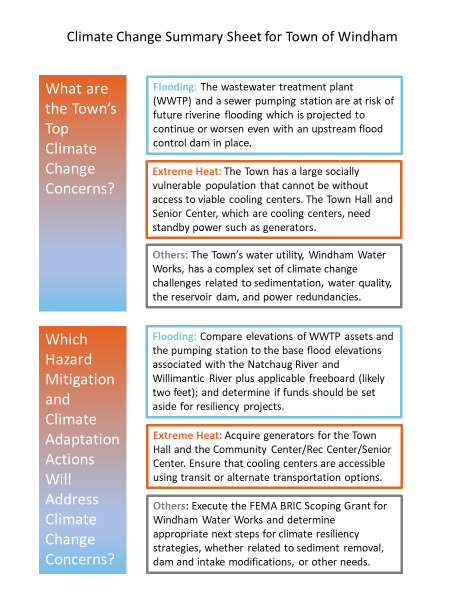 Climate Change Summary Sheet for Town of Windham
What are
the Town's
Top
Climate
Change
Concerns?
Flooding: The wastewater treatment plant
(WWTP) and a sewer pumping station are at risk of
future riverine flooding which is projected to
continue or worsen even with an upstream flood
control dam in place.
Extreme Heat: The Town has a large socially
vulnerable population that cannot be without
access to viable cooling centers. The Town Hall and
Senior Center, which are cooling centers, need
standby power such as generators.
Others: The Town's water utility, Windham Water
Works, has a complex set of climate change
challenges related to sedimentation, water quality,
the reservoir dam, and power redundancies.
Which
Hazard
Mitigation
and
Climate
Adaptation
Actions
Will
Address
Climate
Change
Concerns?
Flooding: Compare elevations of WWTP assets and
the pumping station to the base flood elevations
associated with the Natchaug River and
Willimantic River plus applicable freeboard (likely
two feet); and determine if funds should be set
aside for resiliency projects.
Extreme Heat: Acquire generators for the Town
Hall and the Community Center/Rec Center/Senior
Center. Ensure that cooling centers are accessible
using transit or alternate transportation options.
Others: Execute the FEMA BRIC Scoping Grant for
Windham Water Works and determine
appropriate next steps for climate resiliency
strategies, whether related to sediment removal,
dam and intake modifications, or other needs.